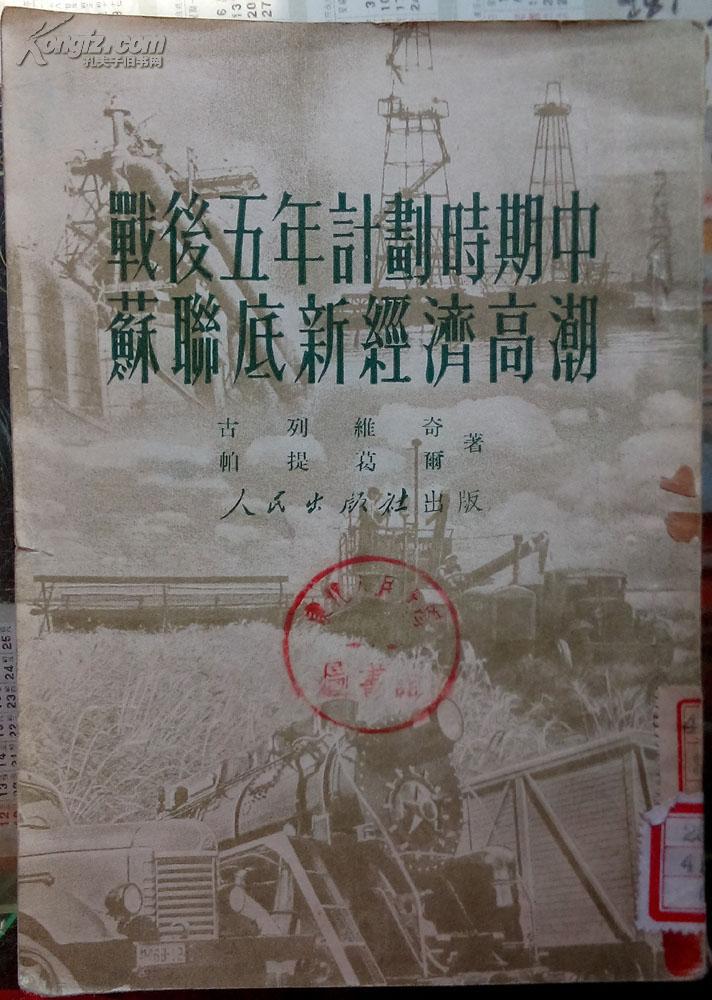 Kongfz.com
孔夫子旧书网
戰後五年計劃時期中
蘇聯底新經濟高潮
古列維奇
帕提葛爾
著
人民出版社出版